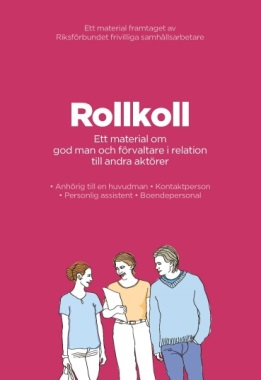 Ett material framtaget av
Riksförbundet frivilliga samhällsarbetare
Rollkoll
Ett material om
god man och förvaltare i relation
till andra aktörer
• Anhörig till en huvudman • Kontaktperson
• Personlig assistent • Boendepersonal